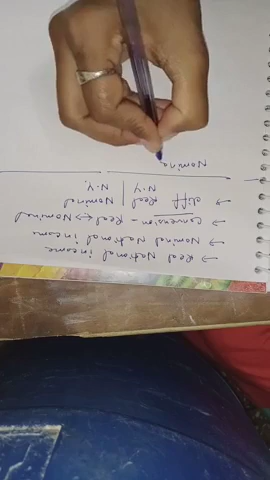 → Real National income
→ Nominal National income
→ Conversion - Real ↔ Nominal
→ diff Real | Nominal
N.Y. | N.Y.
Nomina